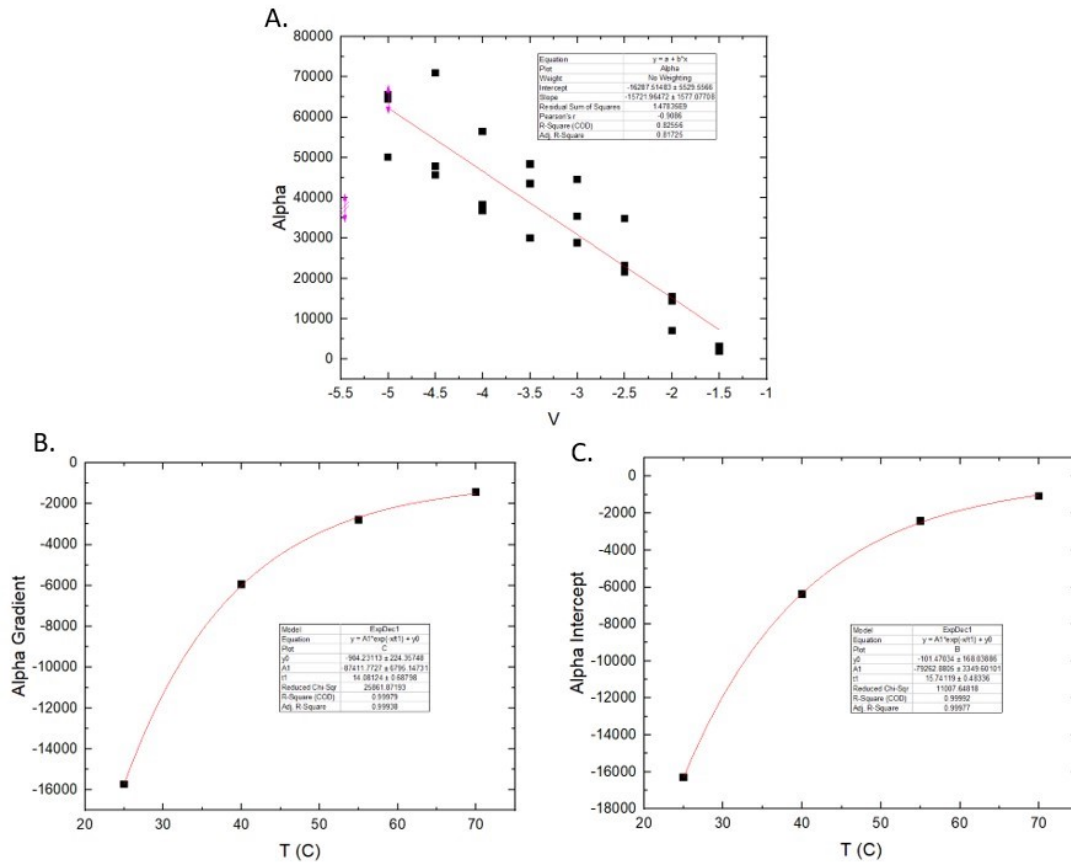 A.
80000
70000
60000
50000
40000
30000
20000
10000
0
Alpha
Equation y = a + b*x
Plot Alpha
Weight No Weighting
Intercept -16287.51483 ± 5529.5566
Slope -15721.96472 ± 1577.07708
Residual Sum of Squares 1.4783569
Pearson's r -0.9086
R-Square (COD) 0.82556
Adj. R-Square 0.81725
-5.5 -5 -4.5 -4 -3.5 -3 -2.5 -2 -1.5 -1
V
B.
0
-2000
-4000
-6000
-8000
-10000
-12000
-14000
-16000
Alpha Gradient
Model ExpDec1
Equation y = A1*exp(-x/t1) + y0
Plot C
y0 -984.23113 ± 224.35748
A1 -87411.7727 ± 6796.14731
t1 14.08124 ± 0.68798
Reduced Chi-Sqr 25861.87193
R-Square (COD) 0.99979
Adj. R-Square 0.99938
20 30 40 50 60 70
T (C)
C.
0
-2000
-4000
-6000
-8000
-10000
-12000
-14000
-16000
-18000
Alpha Intercept
Model ExpDec1
Equation y = A1*exp(-x/t1) + y0
Plot B
y0 -101.47034 ± 168.03886
A1 -79262.8806 ± 3349.60101
t1 15.74119 ± 0.48336
Reduced Chi-Sqr 11007.64818
R-Square (COD) 0.99992
Adj. R-Square 0.99977
20 30 40 50 60 70
T (C)